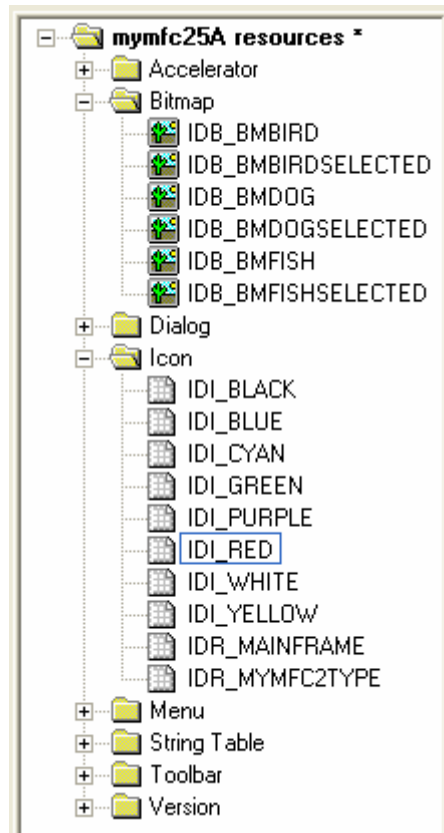 mymfc25A resources *
Accelerator
Bitmap
IDB_BMBIRD
IDB_BMBIRDSELECTED
IDB_BMDOG
IDB_BMDOGSELECTED
IDB_BMFISH
IDB_BMFISHSELECTED
Dialog
Icon
IDI_BLACK
IDI_BLUE
IDI_CYAN
IDI_GREEN
IDI_PURPLE
IDI_RED
IDI_WHITE
IDI_YELLOW
IDR_MAINFRAME
IDR_MYMFC2TYPE
Menu
String Table
Toolbar
Version